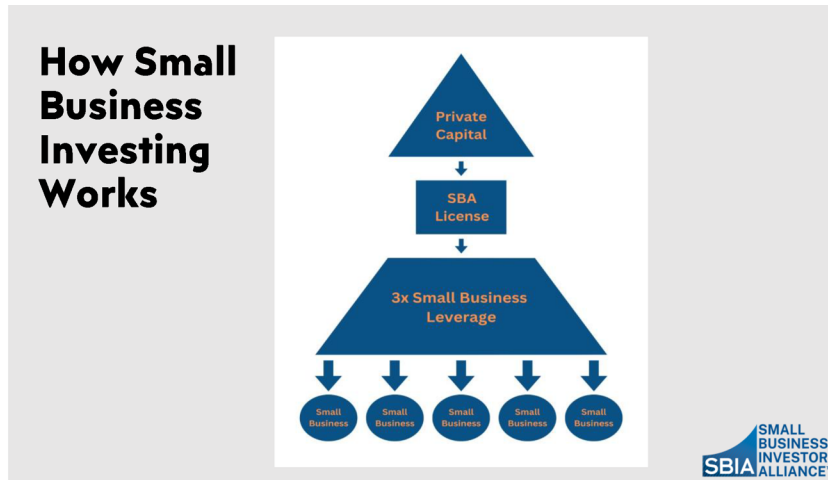 How Small
Business
Investing
Works
Private
Capital
SBA
License
3x Small Business
Leverage
Small
Business
Small
Business
Small
Business
Small
Business
Small
Business
SBIA
SMALL
BUSINESS
INVESTOR
ALLIANCE